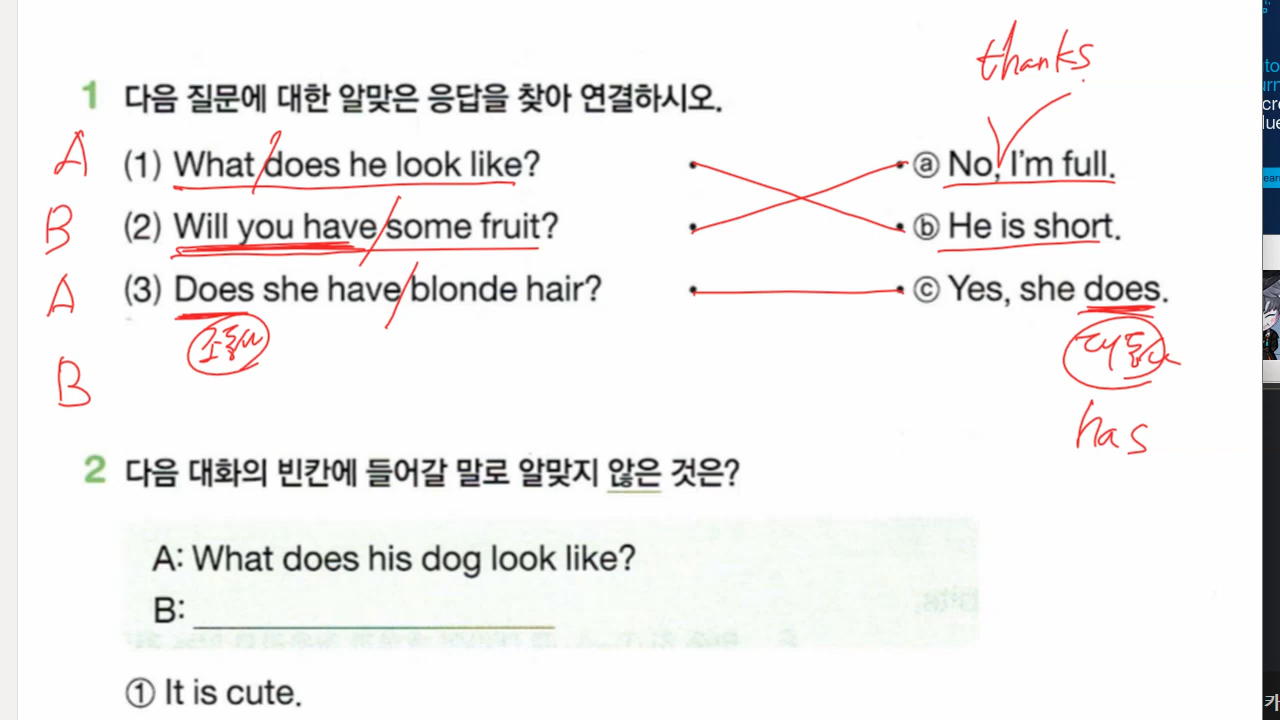 thanks
1 다음 질문에 대한 알맞은 응답을 찾아 연결하시오.
A (1) What does he look like? ⓐ No, I'm full.
B (2) Will you have some fruit? ⓑ He is short.
A (3) Does she have blonde hair? ⓒ Yes, she does.
조동사 대동사
B has
2 다음 대화의 빈칸에 들어갈 말로 알맞지 않은 것은?
A: What does his dog look like?
B:
① It is cute.